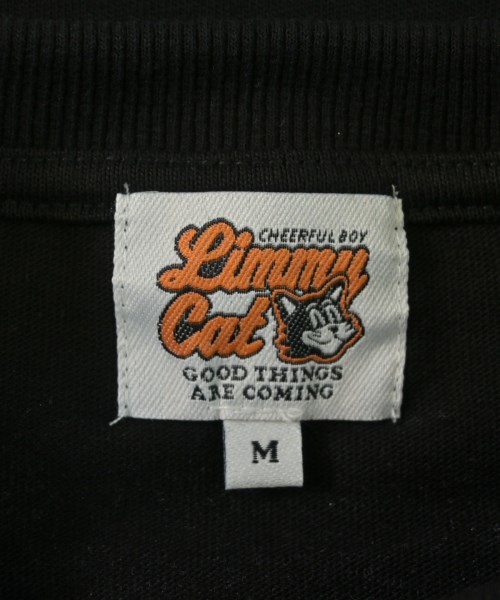 CHEERFUL BOY
Limmy
Cat
GOOD THINGS
ARE COMING
M